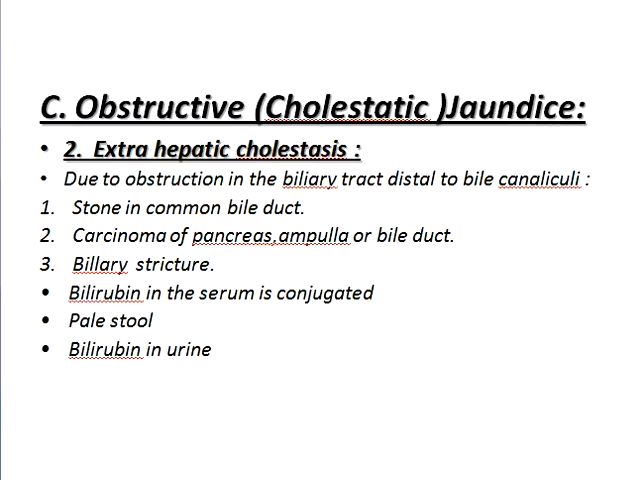 C. Obstructive (Cholestatic )Jaundice:
• 2. Extra hepatic cholestasis :
• Due to obstruction in the biliary tract distal to bile canaliculi :
1. Stone in common bile duct.
2. Carcinoma of pancreas,ampulla or bile duct.
3. Billary stricture.
• Bilirubin in the serum is conjugated
• Pale stool
• Bilirubin in urine